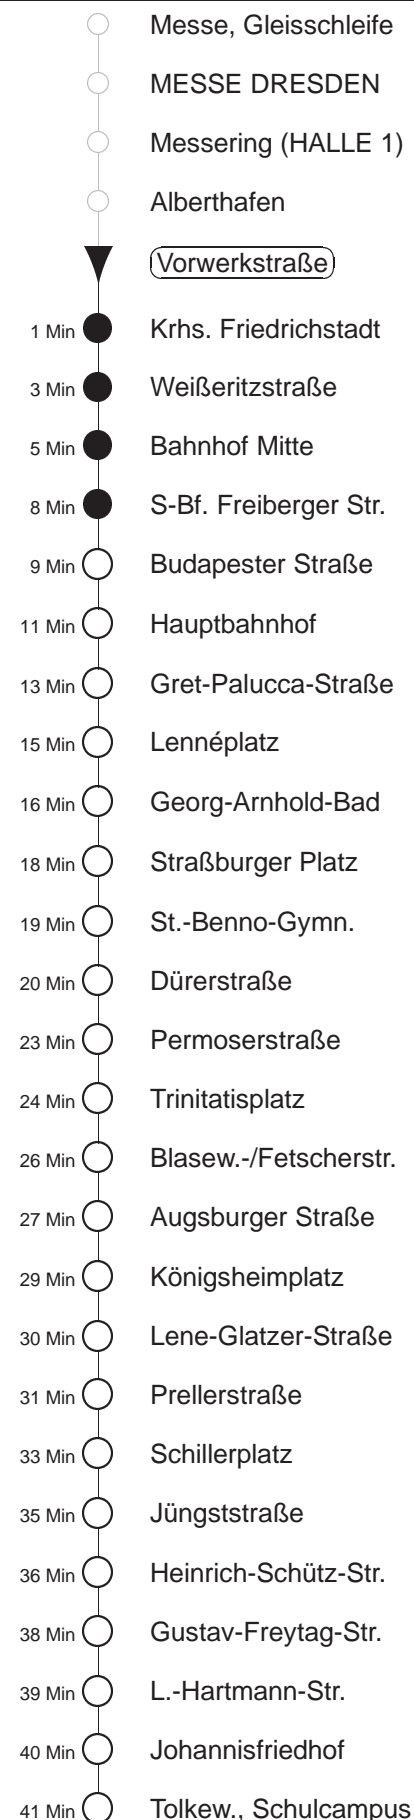 Messe, Gleisschleife
MESSE DRESDEN
Messering (HALLE 1)
Alberthafen
Vorwerkstraße
1 Min Krhs. Friedrichstadt
3 Min Weißeritzstraße
5 Min Bahnhof Mitte
8 Min S-Bf. Freiberger Str.
9 Min Budapester Straße
11 Min Hauptbahnhof
13 Min Gret-Palucca-Straße
15 Min Lennéplatz
16 Min Georg-Arnhold-Bad
18 Min Straßburger Platz
19 Min St.-Benno-Gymn.
20 Min Dürerstraße
23 Min Permoserstraße
24 Min Trinitatisplatz
26 Min Blasew.-/Fetscherstr.
27 Min Augsburger Straße
29 Min Königsheimplatz
30 Min Lene-Glatzer-Straße
31 Min Prellerstraße
33 Min Schillerplatz
35 Min Jüngststraße
36 Min Heinrich-Schütz-Str.
38 Min Gustav-Freytag-Str.
39 Min L.-Hartmann-Str.
40 Min Johannisfriedhof
41 Min Tolkew., Schulcampus